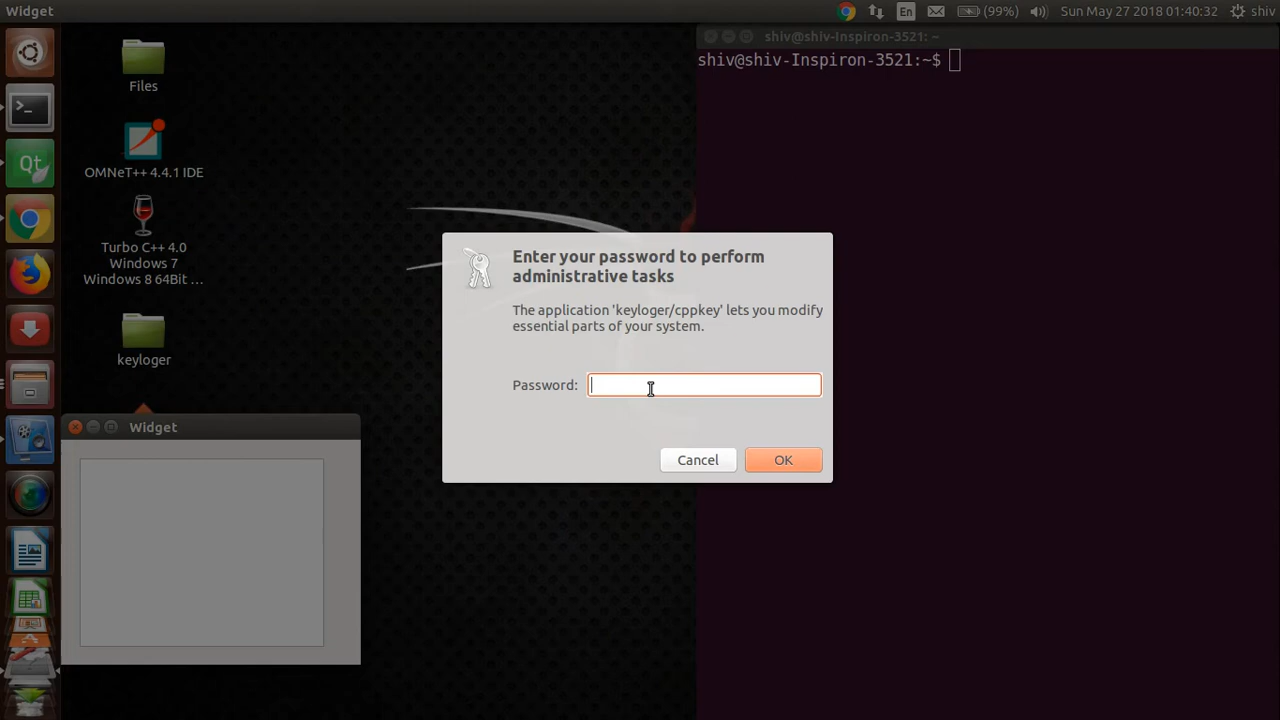 Widget
En
(99%)
Sun May 27 2018 01:40:32
shiv
Files
OMNeT++ 4.4.1 IDE
Turbo C++ 4.0
Windows 7
Windows 8 64Bit ...
keyloger
shiv@shiv-Inspiron-3521: ~
shiv@shiv-Inspiron-3521:~$
Enter your password to perform
administrative tasks
The application 'keyloger/cppkey' lets you modify
essential parts of your system.
Password:
Cancel
OK
Widget
Qt